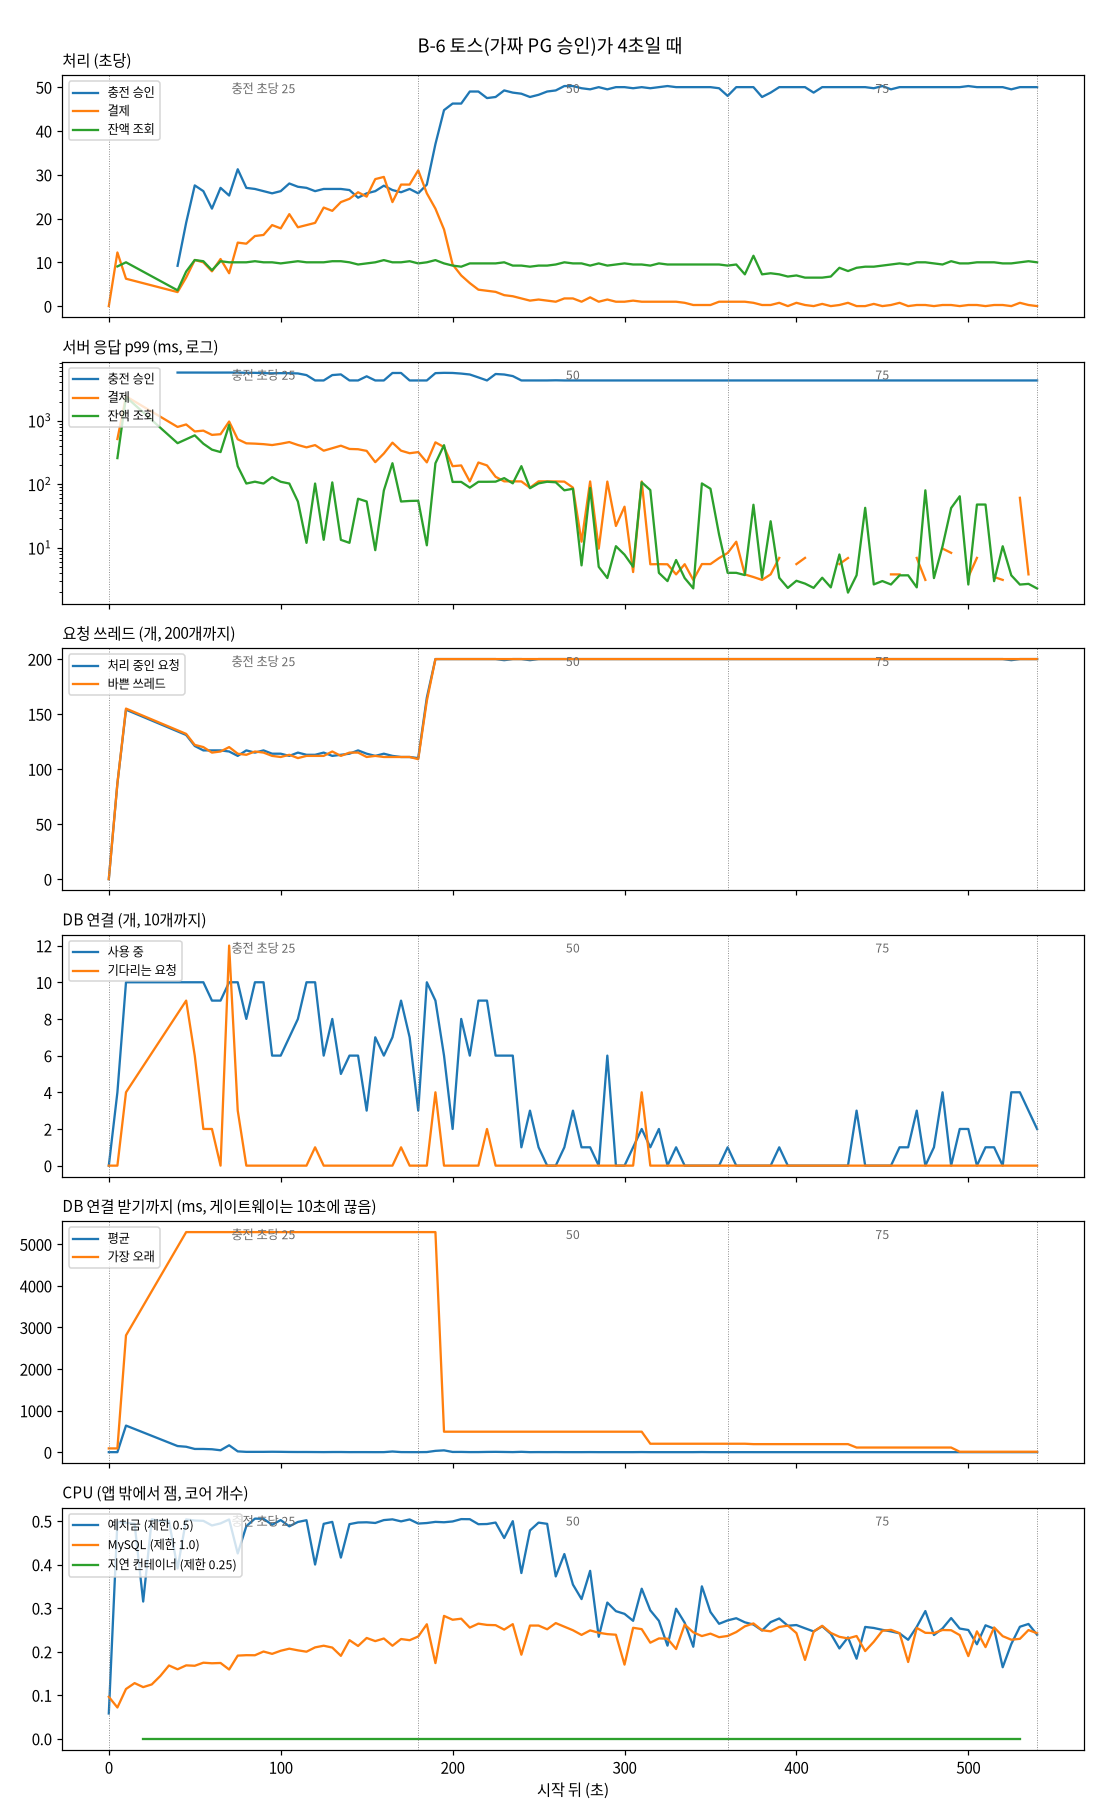 B-6 토스(가짜 PG 승인)가 4초일 때
처리 (초당)
충전 승인
결제
잔액 조회
충전 초당 25
50
75
50
40
30
20
10
0
서버 응답 p99 (ms, 로그)
충전 승인
결제
잔액 조회
충전 초당 25
50
75
10³
10²
10¹
요청 쓰레드 (개, 200개까지)
처리 중인 요청
바쁜 쓰레드
충전 초당 25
50
75
200
150
100
50
0
DB 연결 (개, 10개까지)
사용 중
기다리는 요청
충전 초당 25
50
75
12
10
8
6
4
2
0
DB 연결 받기까지 (ms, 게이트웨이는 10초에 끊음)
평균
가장 오래
충전 초당 25
50
75
5000
4000
3000
2000
1000
0
CPU (앱 밖에서 잼, 코어 개수)
예치금 (제한 0.5)
MySQL (제한 1.0)
지연 컨테이너 (제한 0.25)
충전 초당 25
50
75
0.5
0.4
0.3
0.2
0.1
0.0
0 100 200 300 400 500
시작 뒤 (초)